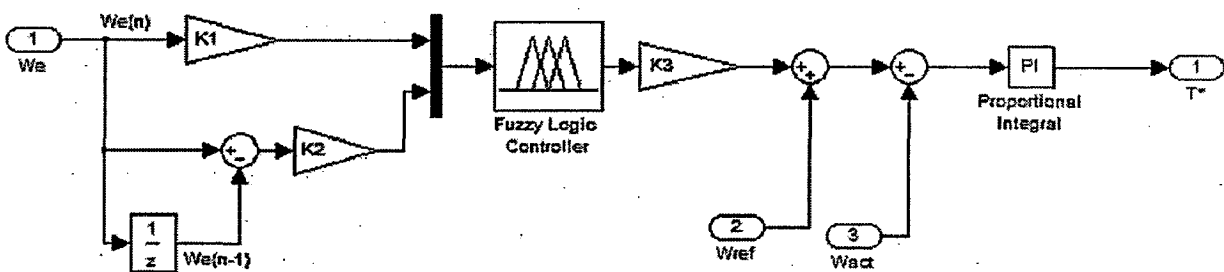 We(n)
1
We
K1
K2
1
z
We(n-1)
Fuzzy Logic
Controller
K3
+
+
+
-
2
Wref
3
Wact
PI
Proportional
Integral
1
T*
+
-